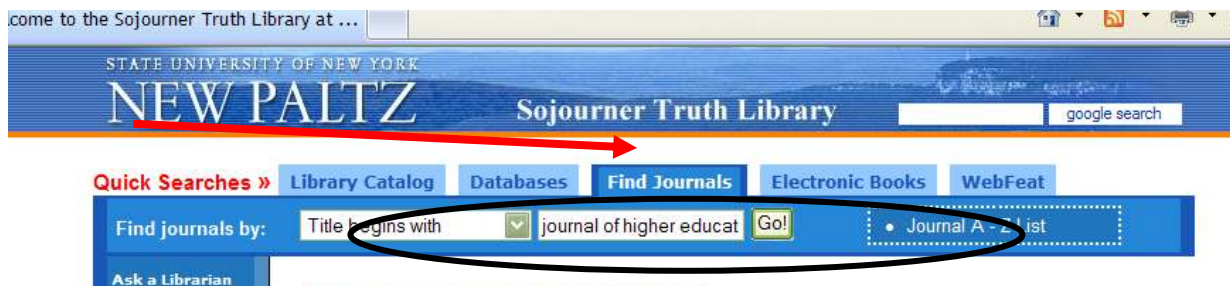 come to the Sojourner Truth Library at ...
STATE UNIVERSITY OF NEW YORK
NEW PALTZ
Sojourner Truth Library
google search
Quick Searches » Library Catalog Databases Find Journals Electronic Books WebFeat
Find journals by: Title begins with journal of higher educat Go! • Journal A - Z List
Ask a Librarian